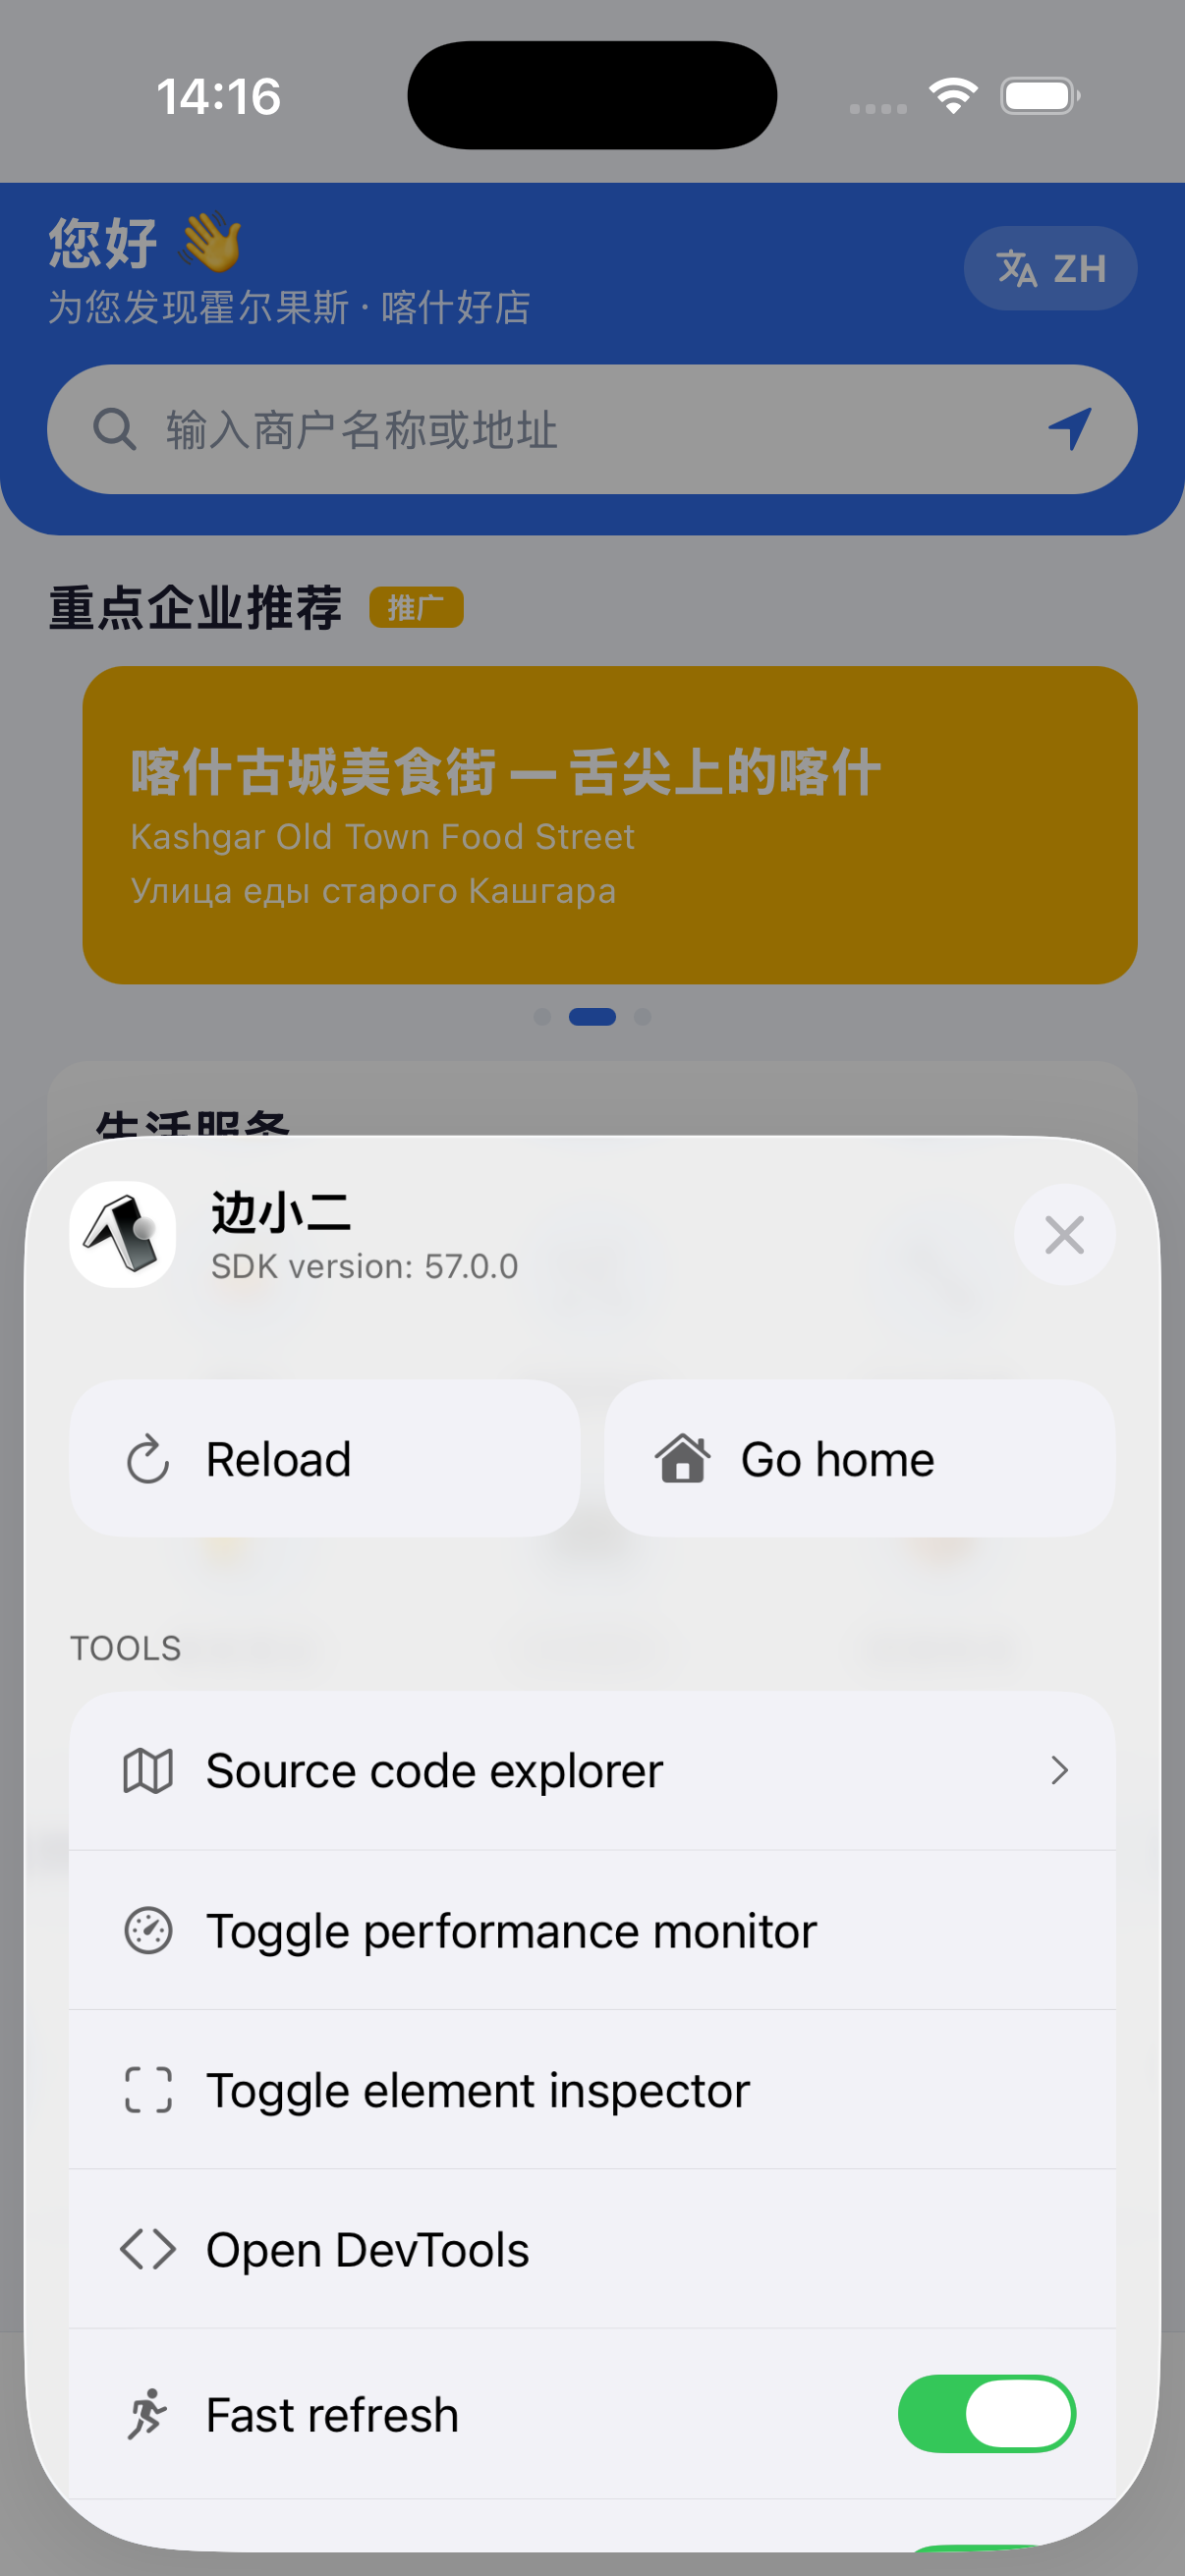 14:16
您好 👋
ZH
为您发现霍尔果斯 · 喀什好店
输入商户名称或地址
重点企业推荐 推广
喀什古城美食街 — 舌尖上的喀什
Kashgar Old Town Food Street
Улица еды старого Кашгара
生活服务
边小二
SDK version: 57.0.0
Reload
Go home
TOOLS
Source code explorer
Toggle performance monitor
Toggle element inspector
Open DevTools
Fast refresh